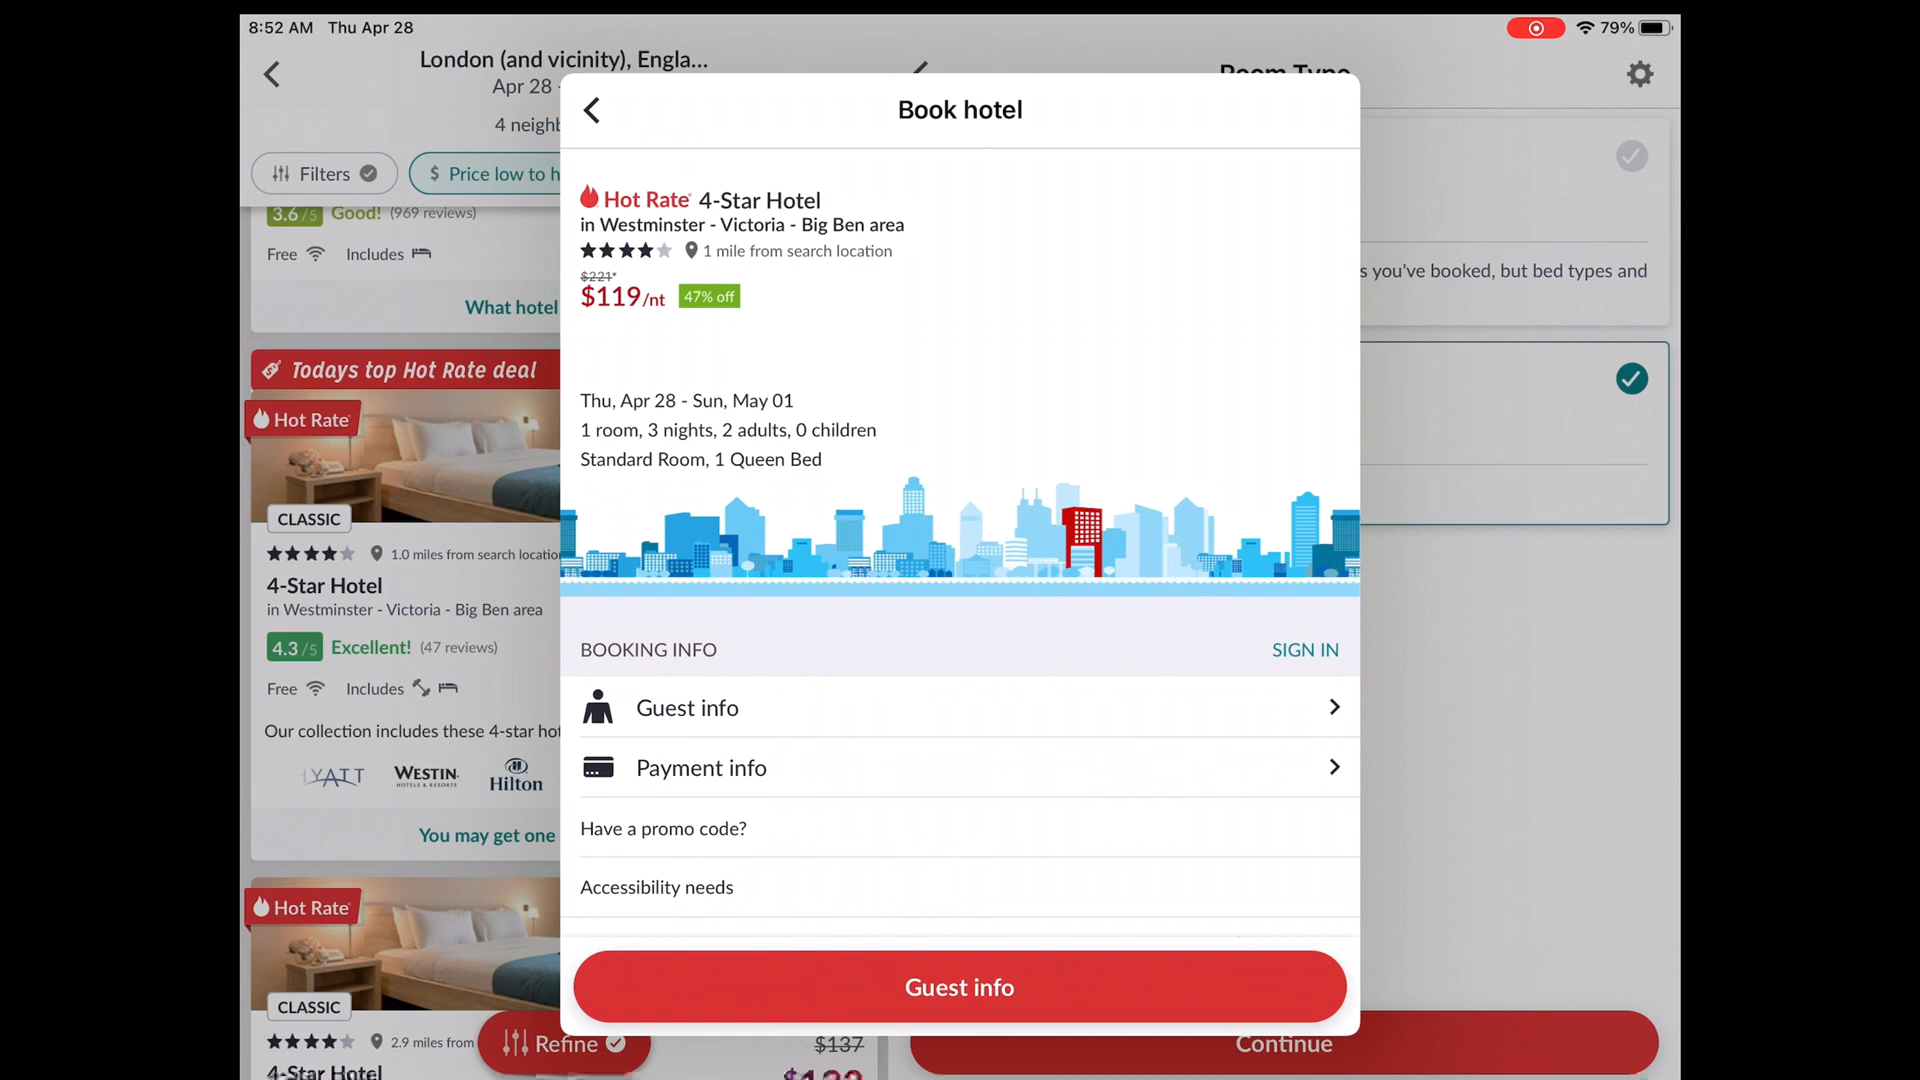 8:52 AM Thu Apr 28
79%
London (and vicinity), Engla...
Apr 28 -
4 neighb
Filters
$ Price low to h
3.6/5 Good! (969 reviews)
Free Includes
What hotel
Todays top Hot Rate deal
Hot Rate®
CLASSIC
1.0 miles from search location
4-Star Hotel
in Westminster - Victoria - Big Ben area
4.3/5 Excellent! (47 reviews)
Free Includes
Our collection includes these 4-star hot
HYATT WESTIN HOTELS & RESORTS Hilton
You may get one
Hot Rate®
CLASSIC
2.9 miles from
4-Star Hotel
Refine
$137
Room Type
s you've booked, but bed types and
Continue
Book hotel
Hot Rate® 4-Star Hotel
in Westminster - Victoria - Big Ben area
1 mile from search location
$221*
$119/nt 47% off
Thu, Apr 28 - Sun, May 01
1 room, 3 nights, 2 adults, 0 children
Standard Room, 1 Queen Bed
BOOKING INFO SIGN IN
Guest info
Payment info
Have a promo code?
Accessibility needs
Guest info